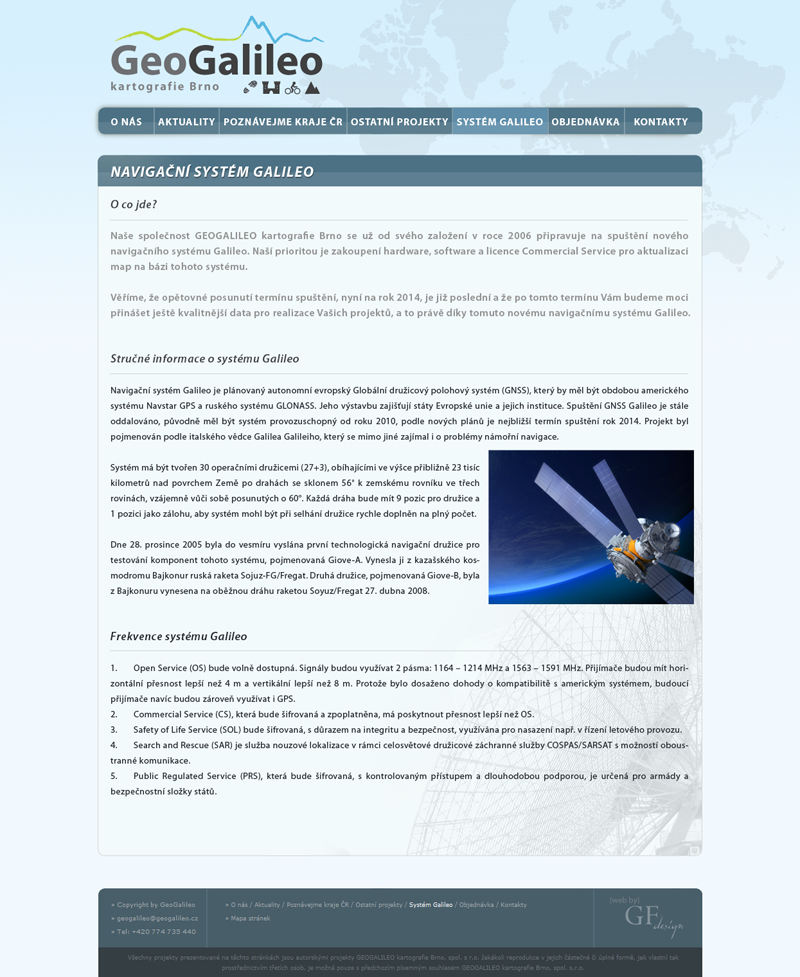 GeoGalileo
kartografie Brno
O NÁS AKTUALITY POZNÁVEJME KRAJE ČR OSTATNÍ PROJEKTY SYSTÉM GALILEO OBJEDNÁVKA KONTAKTY
NAVIGAČNÍ SYSTÉM GALILEO
O co jde?
Naše společnost GEOGALILEO kartografie Brno se už od svého založení v roce 2006 připravuje na spuštění nového
navigačního systému Galileo. Naší prioritou je zakoupení hardware, software a licence Commercial Service pro aktualizaci
map na bázi tohoto systému.
Věříme, že opětovné posunutí termínu spuštění, nyní na rok 2014, je již poslední a že po tomto termínu Vám budeme moci
přinášet ještě kvalitnější data pro realizace Vašich projektů, a to právě díky tomuto novému navigačnímu systému Galileo.
Stručné informace o systému Galileo
Navigační systém Galileo je plánovaný autonomní evropský Globální družicový polohový systém (GNSS), který by měl být obdobou amerického
systému Navstar GPS a ruského systému GLONASS. Jeho výstavbu zajišťují státy Evropské unie a jejich instituce. Spuštění GNSS Galileo je stále
oddalováno, původně měl být systém provozuschopný od roku 2010, podle nových plánů je nejbližší termín spuštění rok 2014. Projekt byl
pojmenován podle italského vědce Galilea Galileiho, který se mimo jiné zajímal i o problémy námořní navigace.
Systém má být tvořen 30 operačními družicemi (27+3), obíhajícími ve výšce přibližně 23 tisíc
kilometrů nad povrchem Země po drahách se sklonem 56° k zemskému rovníku ve třech
rovinách, vzájemně vůči sobě posunutých o 60°. Každá dráha bude mít 9 pozic pro družice a
1 pozici jako zálohu, aby systém mohl být při selhání družice rychle doplněn na plný počet.
Dne 28. prosince 2005 byla do vesmíru vyslána první technologická navigační družice pro
testování komponent tohoto systému, pojmenovaná Giove-A. Vynesla ji z kazašského kos-
modromu Bajkonur ruská raketa Sojuz-FG/Fregat. Druhá družice, pojmenovaná Giove-B, byla
z Bajkonuru vynesena na oběžnou dráhu raketou Soyuz/Fregat 27. dubna 2008.
Frekvence systému Galileo
1. Open Service (OS) bude volně dostupná. Signály budou využívat 2 pásma: 1164 – 1214 MHz a 1563 – 1591 MHz. Přijímače budou mít hori-
zontální přesnost lepší než 4 m a vertikální lepší než 8 m. Protože bylo dosaženo dohody o kompatibilitě s americkým systémem, budoucí
přijímače navíc budou zároveň využívat i GPS.
2. Commercial Service (CS), která bude šifrovaná a zpoplatněna, má poskytnout přesnost lepší než OS.
3. Safety of Life Service (SOL) bude šifrovaná, s důrazem na integritu a bezpečnost, využívána pro nasazení např. v řízení letového provozu.
4. Search and Rescue (SAR) je služba nouzové lokalizace v rámci celosvětové družicové záchranné služby COSPAS/SARSAT s možností obous-
tranné komunikace.
5. Public Regulated Service (PRS), která bude šifrovaná, s kontrolovaným přístupem a dlouhodobou podporou, je určená pro armády a
bezpečnostní složky států.
» Copyright by GeoGalileo
» geogalileo@geogalileo.cz
» Tel: +420 774 735 440
» O nás / Aktuality / Poznávejme kreje ČR / Ostatní projekty / Systém Galileo / Objednávka / Kontakty
» Mapa stránek
(web by)
GF design
Všechny projekty prezentované na těchto stránkách jsou autorskými projekty GEOGALILEO kartografie Brno, spol. s r.o. Jakákoli reprodukce v jejich částečné či úplné formě, jak vlastní tak
prostřednictvím třetích osob, je možná pouze s předchozím písemným souhlasem GEOGALILEO kartografie Brno, spol. s.r.o.